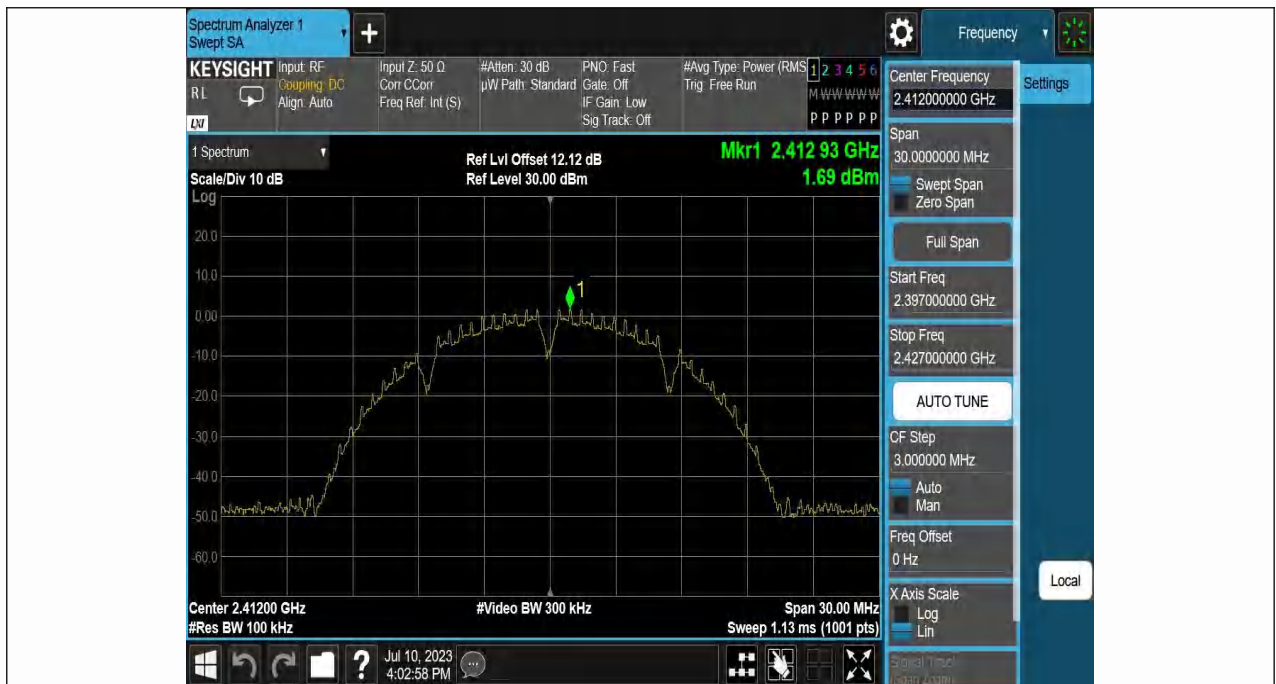 Spectrum Analyzer 1
Swept SA
+
Frequency
KEYSIGHT
RL
LXI
Input: RF
Coupling: DC
Align: Auto
Input Z: 50 Ω
Corr CCorr
Freq Ref: Int (S)
#Atten: 30 dB
µW Path: Standard
PNO: Fast
Gate: Off
IF Gain: Low
Sig Track: Off
#Avg Type: Power (RMS
Trig: Free Run
1 2 3 4 5 6
M W W W W W
P P P P P P
Center Frequency
2.412000000 GHz
Settings
Span
30.0000000 MHz
Swept Span
Zero Span
Full Span
Start Freq
2.397000000 GHz
Stop Freq
2.427000000 GHz
AUTO TUNE
CF Step
3.000000 MHz
Auto
Man
Freq Offset
0 Hz
X Axis Scale
Log
Lin
Signal Track
(Span Zoom)
Local
1 Spectrum
Scale/Div 10 dB
Log
Ref Lvl Offset 12.12 dB
Ref Level 30.00 dBm
Mkr1 2.412 93 GHz
1.69 dBm
20.0
10.0
1
0.00
-10.0
-20.0
-30.0
-40.0
-50.0
-60.0
Center 2.41200 GHz
#Res BW 100 kHz
#Video BW 300 kHz
Span 30.00 MHz
Sweep 1.13 ms (1001 pts)
?
Jul 10, 2023
4:02:58 PM